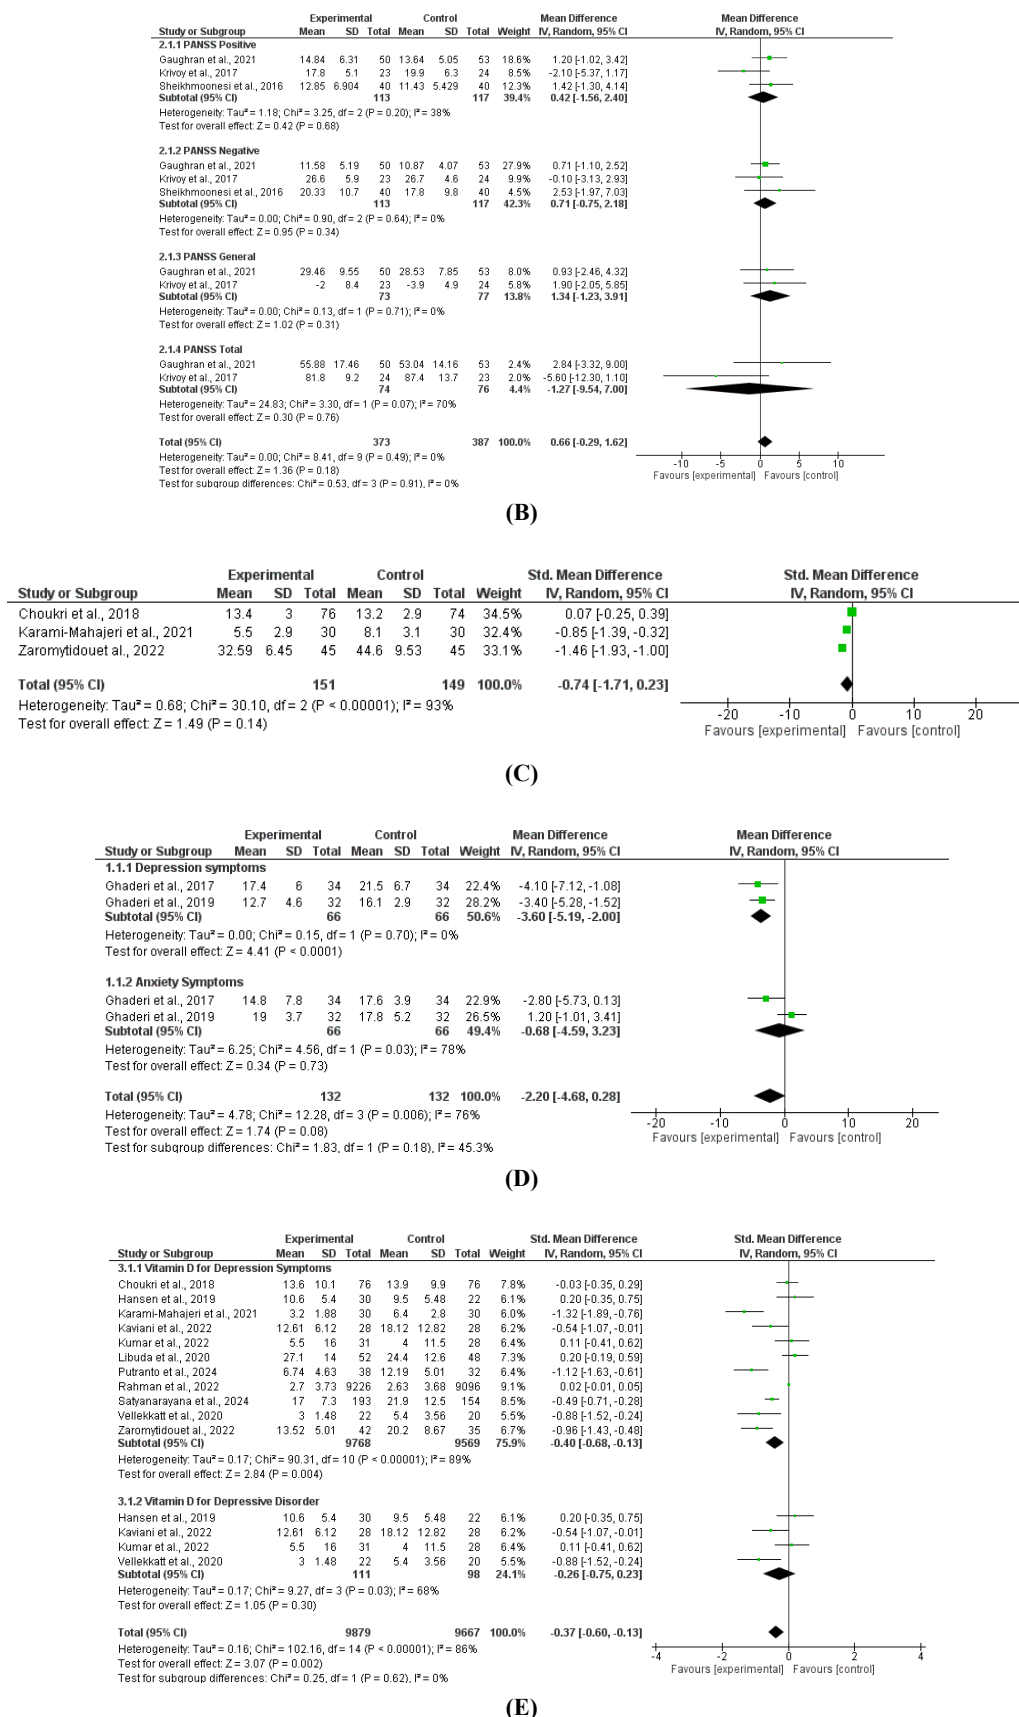 Experimental Control Mean Difference Mean Difference
Study or Subgroup Mean SD Total Mean SD Total Weight IV, Random, 95% CI IV, Random, 95% CI
2.1.1 PANSS Positive
Gaughran et al., 2021 14.84 6.31 50 13.64 5.05 53 18.6% 1.20 [-1.02, 3.42]
Krivoy et al., 2017 17.8 5.1 23 19.9 6.3 24 8.5% -2.10 [-5.37, 1.17]
Sheikhmoonesi et al., 2016 12.85 6.904 40 11.43 5.429 40 12.3% 1.42 [-1.30, 4.14]
Subtotal (95% CI) 113 117 39.4% 0.42 [-1.56, 2.40]
Heterogeneity: Tau² = 1.18; Chi² = 3.25, df = 2 (P = 0.20); I² = 38%
Test for overall effect: Z = 0.42 (P = 0.68)
2.1.2 PANSS Negative
Gaughran et al., 2021 11.58 5.19 50 10.87 4.07 53 27.9% 0.71 [-1.10, 2.52]
Krivoy et al., 2017 26.6 5.9 23 26.7 4.6 24 9.9% -0.10 [-3.13, 2.93]
Sheikhmoonesi et al., 2016 20.33 10.7 40 17.8 9.8 40 4.5% 2.53 [-1.97, 7.03]
Subtotal (95% CI) 113 117 42.3% 0.71 [-0.75, 2.18]
Heterogeneity: Tau² = 0.00; Chi² = 0.90, df = 2 (P = 0.64); I² = 0%
Test for overall effect: Z = 0.95 (P = 0.34)
2.1.3 PANSS General
Gaughran et al., 2021 29.46 9.55 50 28.53 7.85 53 8.0% 0.93 [-2.46, 4.32]
Krivoy et al., 2017 -2 8.4 23 -3.9 4.9 24 5.8% 1.90 [-2.05, 5.85]
Subtotal (95% CI) 73 77 13.8% 1.34 [-1.23, 3.91]
Heterogeneity: Tau² = 0.00; Chi² = 0.13, df = 1 (P = 0.71); I² = 0%
Test for overall effect: Z = 1.02 (P = 0.31)
2.1.4 PANSS Total
Gaughran et al., 2021 55.88 17.46 50 53.04 14.16 53 2.4% 2.84 [-3.32, 9.00]
Krivoy et al., 2017 81.8 9.2 24 87.4 13.7 23 2.0% -5.60 [-12.30, 1.10]
Subtotal (95% CI) 74 76 4.4% -1.27 [-9.54, 7.00]
Heterogeneity: Tau² = 24.83; Chi² = 3.30, df = 1 (P = 0.07); I² = 70%
Test for overall effect: Z = 0.30 (P = 0.76)
Total (95% CI) 373 387 100.0% 0.66 [-0.29, 1.62]
Heterogeneity: Tau² = 0.00; Chi² = 8.41, df = 9 (P = 0.49); I² = 0%
Test for overall effect: Z = 1.36 (P = 0.18)
Test for subgroup differences: Chi² = 0.53, df = 3 (P = 0.91), I² = 0%
-10 -5 0 5 10
Favours [experimental] Favours [control]
(B)
Experimental Control Std. Mean Difference Std. Mean Difference
Study or Subgroup Mean SD Total Mean SD Total Weight IV, Random, 95% CI IV, Random, 95% CI
Choukri et al., 2018 13.4 3 76 13.2 2.9 74 34.5% 0.07 [-0.25, 0.39]
Karami-Mahajeri et al., 2021 5.5 2.9 30 8.1 3.1 30 32.4% -0.85 [-1.39, -0.32]
Zaromytidouet al., 2022 32.59 6.45 45 44.6 9.53 45 33.1% -1.46 [-1.93, -1.00]
Total (95% CI) 151 149 100.0% -0.74 [-1.71, 0.23]
Heterogeneity: Tau² = 0.68; Chi² = 30.10, df = 2 (P < 0.00001); I² = 93%
Test for overall effect: Z = 1.49 (P = 0.14)
-20 -10 0 10 20
Favours [experimental] Favours [control]
(C)
Experimental Control Mean Difference Mean Difference
Study or Subgroup Mean SD Total Mean SD Total Weight IV, Random, 95% CI IV, Random, 95% CI
1.1.1 Depression symptoms
Ghaderi et al., 2017 17.4 6 34 21.5 6.7 34 22.4% -4.10 [-7.12, -1.08]
Ghaderi et al., 2019 12.7 4.6 32 16.1 2.9 32 28.2% -3.40 [-5.28, -1.52]
Subtotal (95% CI) 66 66 50.6% -3.60 [-5.19, -2.00]
Heterogeneity: Tau² = 0.00; Chi² = 0.15, df = 1 (P = 0.70); I² = 0%
Test for overall effect: Z = 4.41 (P < 0.0001)
1.1.2 Anxiety Symptoms
Ghaderi et al., 2017 14.8 7.8 34 17.6 3.9 34 22.9% -2.80 [-5.73, 0.13]
Ghaderi et al., 2019 19 3.7 32 17.8 5.2 32 26.5% 1.20 [-1.01, 3.41]
Subtotal (95% CI) 66 66 49.4% -0.68 [-4.59, 3.23]
Heterogeneity: Tau² = 6.25; Chi² = 4.56, df = 1 (P = 0.03); I² = 78%
Test for overall effect: Z = 0.34 (P = 0.73)
Total (95% CI) 132 132 100.0% -2.20 [-4.68, 0.28]
Heterogeneity: Tau² = 4.78; Chi² = 12.28, df = 3 (P = 0.006); I² = 76%
Test for overall effect: Z = 1.74 (P = 0.08)
Test for subgroup differences: Chi² = 1.83, df = 1 (P = 0.18), I² = 45.3%
-20 -10 0 10 20
Favours [experimental] Favours [control]
(D)
Experimental Control Std. Mean Difference Std. Mean Difference
Study or Subgroup Mean SD Total Mean SD Total Weight IV, Random, 95% CI IV, Random, 95% CI
3.1.1 Vitamin D for Depression Symptoms
Choukri et al., 2018 13.6 10.1 76 13.9 9.9 76 7.8% -0.03 [-0.35, 0.29]
Hansen et al., 2019 10.6 5.4 30 9.5 5.48 22 6.1% 0.20 [-0.35, 0.75]
Karami-Mahajeri et al., 2021 3.2 1.88 30 6.4 2.8 30 6.0% -1.32 [-1.89, -0.76]
Kaviani et al., 2022 12.61 6.12 28 18.12 12.82 28 6.2% -0.54 [-1.07, -0.01]
Kumar et al., 2022 5.5 16 31 4 11.5 28 6.4% 0.11 [-0.41, 0.62]
Libuda et al., 2020 27.1 14 52 24.4 12.6 48 7.3% 0.20 [-0.19, 0.59]
Putranto et al., 2024 6.74 4.63 38 12.19 5.01 32 6.4% -1.12 [-1.63, -0.61]
Rahman et al., 2022 2.7 3.73 9226 2.63 3.68 9096 9.1% 0.02 [-0.01, 0.05]
Satyanarayana et al., 2024 17 7.3 193 21.9 12.5 154 8.5% -0.49 [-0.71, -0.28]
Vellekkatt et al., 2020 3 1.48 22 5.4 3.56 20 5.5% -0.88 [-1.52, -0.24]
Zaromytidouet al., 2022 13.52 5.01 42 20.2 8.67 35 6.7% -0.96 [-1.43, -0.48]
Subtotal (95% CI) 9768 9569 75.9% -0.40 [-0.68, -0.13]
Heterogeneity: Tau² = 0.17; Chi² = 90.31, df = 10 (P < 0.00001); I² = 89%
Test for overall effect: Z = 2.84 (P = 0.004)
3.1.2 Vitamin D for Depressive Disorder
Hansen et al., 2019 10.6 5.4 30 9.5 5.48 22 6.1% 0.20 [-0.35, 0.75]
Kaviani et al., 2022 12.61 6.12 28 18.12 12.82 28 6.2% -0.54 [-1.07, -0.01]
Kumar et al., 2022 5.5 16 31 4 11.5 28 6.4% 0.11 [-0.41, 0.62]
Vellekkatt et al., 2020 3 1.48 22 5.4 3.56 20 5.5% -0.88 [-1.52, -0.24]
Subtotal (95% CI) 111 98 24.1% -0.26 [-0.75, 0.23]
Heterogeneity: Tau² = 0.17; Chi² = 9.27, df = 3 (P = 0.03); I² = 68%
Test for overall effect: Z = 1.05 (P = 0.30)
Total (95% CI) 9879 9667 100.0% -0.37 [-0.60, -0.13]
Heterogeneity: Tau² = 0.16; Chi² = 102.16, df = 14 (P < 0.00001); I² = 86%
Test for overall effect: Z = 3.07 (P = 0.002)
Test for subgroup differences: Chi² = 0.25, df = 1 (P = 0.62), I² = 0%
-4 -2 0 2 4
Favours [experimental] Favours [control]
(E)